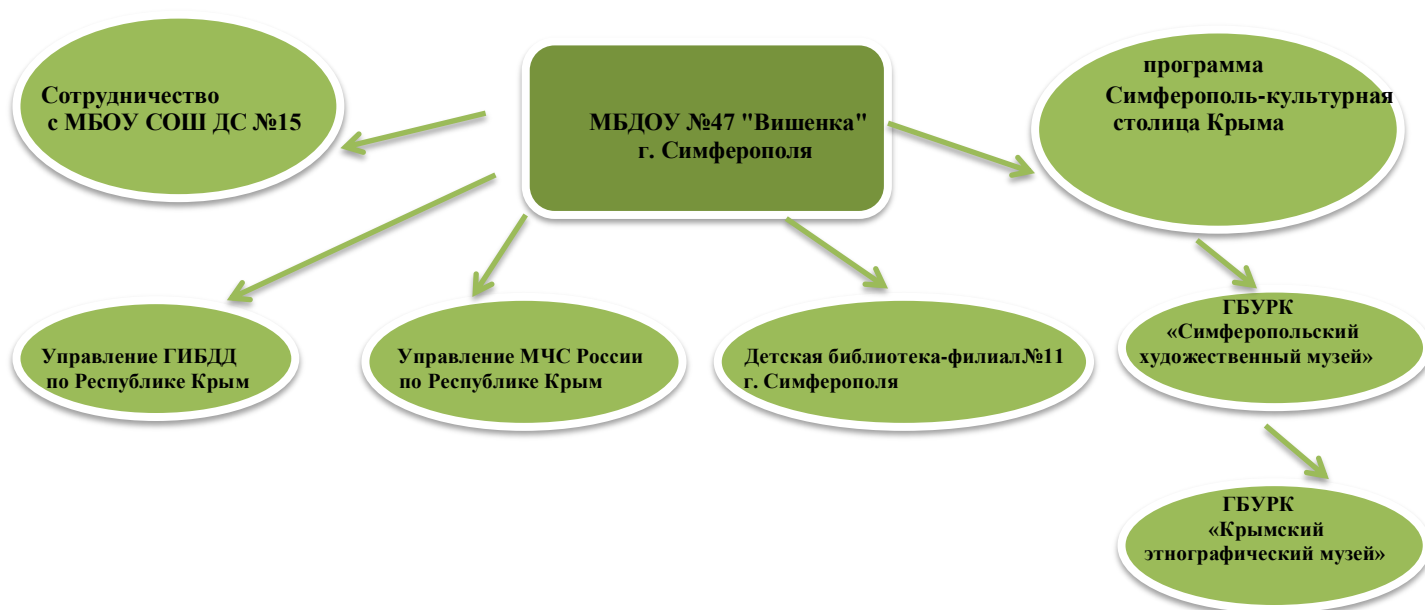 Сотрудничество
с МБОУ СОШ ДС №15
МБДОУ №47 "Вишенка"
г. Симферополя
программа
Симферополь-культурная
столица Крыма
Управление ГИБДД
по Республике Крым
Управление МЧС России
по Республике Крым
Детская библиотека-филиал№11
г. Симферополя
ГБУРК
«Симферопольский
художественный музей»
ГБУРК
«Крымский
этнографический музей»